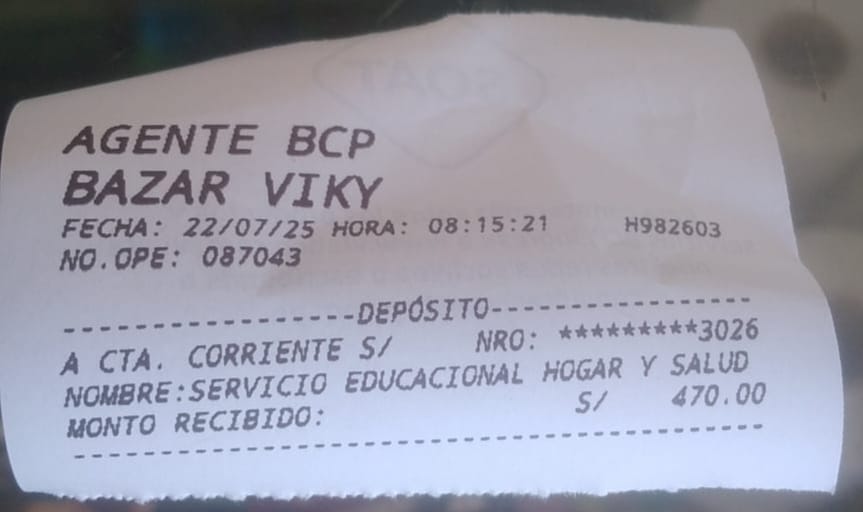 AGENTE BCP
BAZAR VIKY
FECHA: 22/07/25 HORA: 08:15:21 H982603
NO.OPE: 087043
-----------------DEPÓSITO-----------------
A CTA. CORRIENTE S/ NRO: *********3026
NOMBRE:SERVICIO EDUCACIONAL HOGAR Y SALUD
MONTO RECIBIDO: S/ 470.00
------------------------------------------